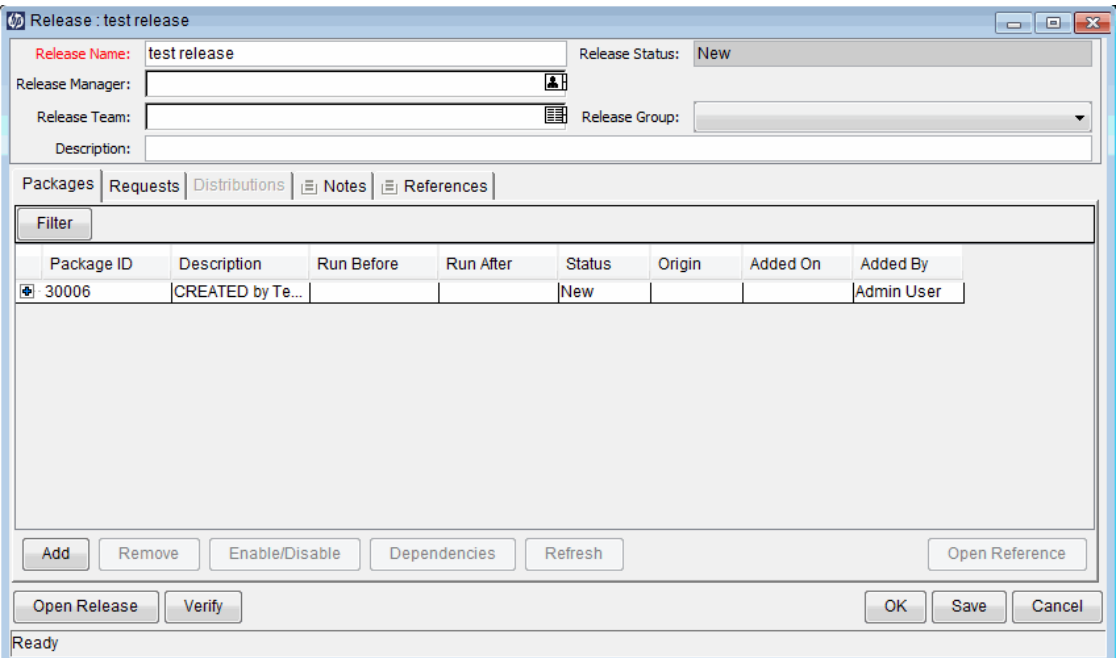 Release : test release
Release Name: test release Release Status: New
Release Manager:
Release Team: Release Group:
Description:
Packages Requests Distributions Notes References
Filter
Package ID Description Run Before Run After Status Origin Added On Added By
30006 CREATED by Te... New Admin User
Add Remove Enable/Disable Dependencies Refresh Open Reference
Open Release Verify OK Save Cancel
Ready